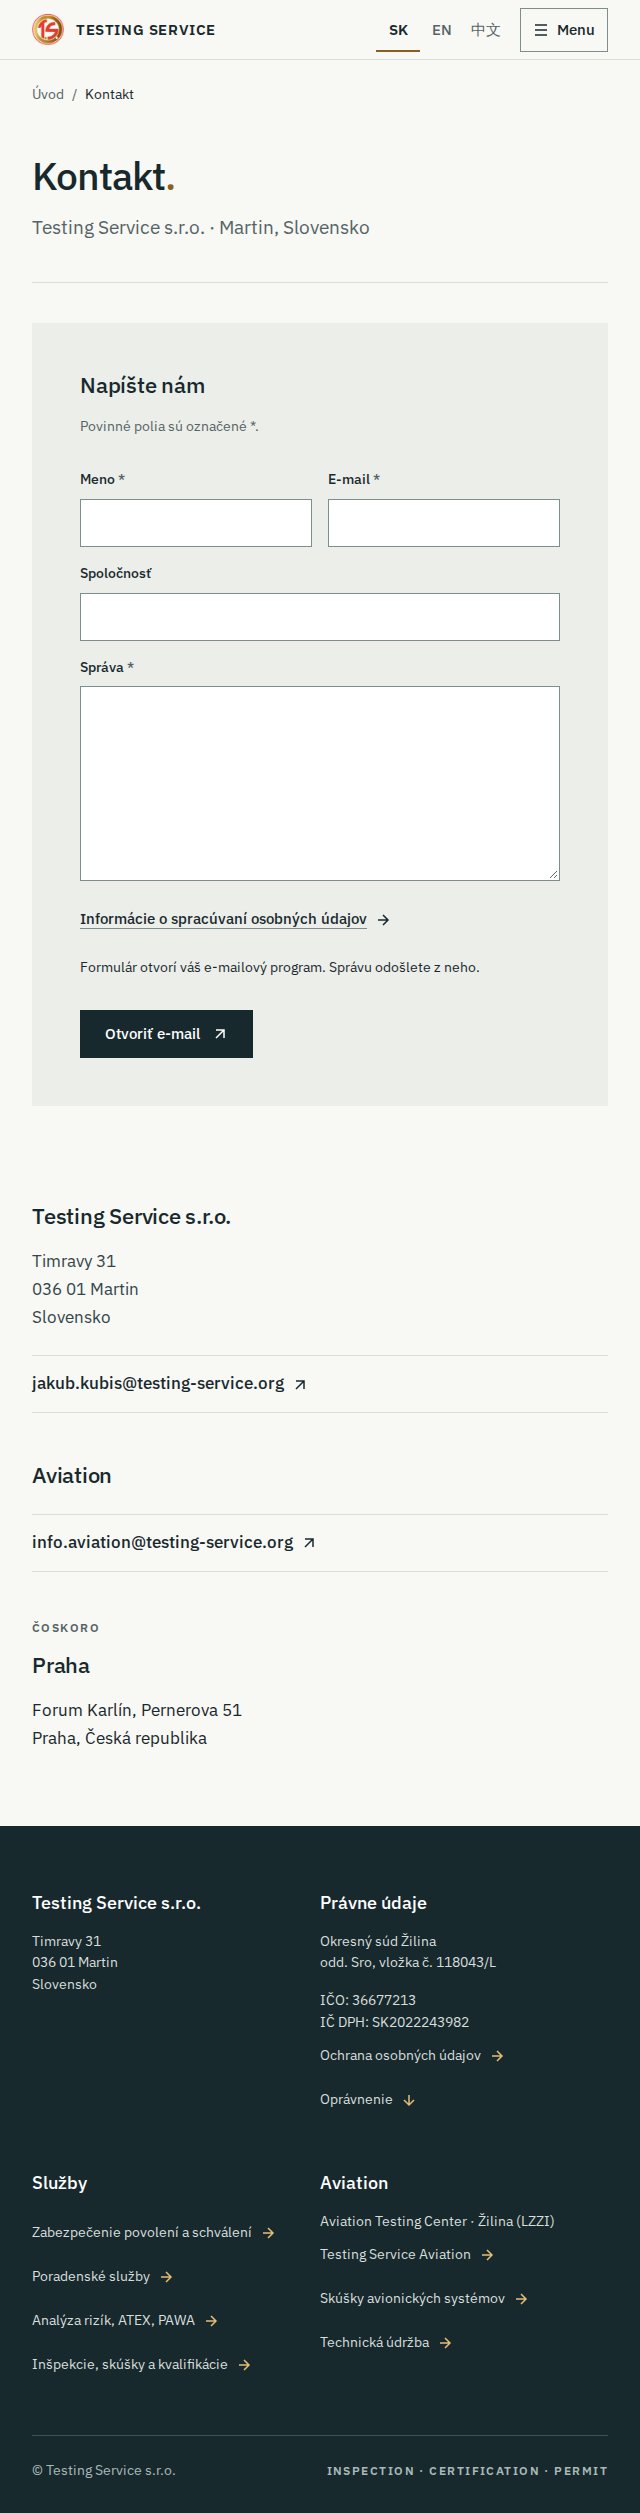 TS TESTING SERVICE SK EN 中文 Menu
Úvod / Kontakt
Kontakt.
Testing Service s.r.o. · Martin, Slovensko
Napíšte nám
Povinné polia sú označené *.
Meno * E-mail *
Spoločnosť
Správa *
Informácie o spracúvaní osobných údajov →
Formulár otvorí váš e-mailový program. Správu odošlete z neho.
Otvoriť e-mail ↗
Testing Service s.r.o.
Timravy 31
036 01 Martin
Slovensko
jakub.kubis@testing-service.org ↗
Aviation
info.aviation@testing-service.org ↗
ČOSKORO
Praha
Forum Karlín, Pernerova 51
Praha, Česká republika
Testing Service s.r.o.
Timravy 31
036 01 Martin
Slovensko
Právne údaje
Okresný súd Žilina
odd. Sro, vložka č. 118043/L
IČO: 36677213
IČ DPH: SK2022243982
Ochrana osobných údajov →
Oprávnenie ↓
Služby
Zabezpečenie povolení a schválení →
Poradenské služby →
Analýza rizík, ATEX, PAWA →
Inšpekcie, skúšky a kvalifikácie →
Aviation
Aviation Testing Center · Žilina (LZZI)
Testing Service Aviation →
Skúšky avionických systémov →
Technická údržba →
© Testing Service s.r.o. INSPECTION · CERTIFICATION · PERMIT